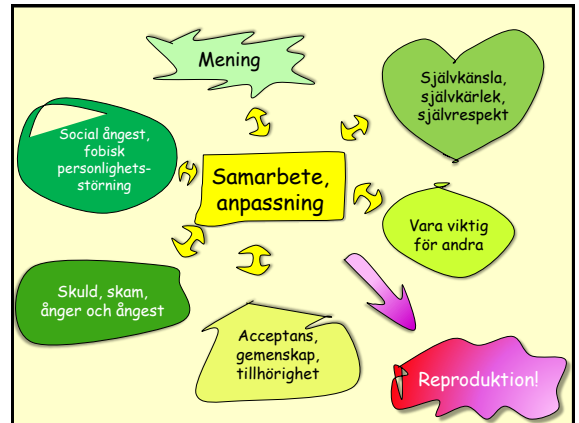 Mening
Självkänsla,
självkärlek,
självrespekt
Social ångest,
fobisk
personlighets-
störning
Samarbete,
anpassning
Vara viktig
för andra
Skuld, skam,
ånger och ångest
Acceptans,
gemenskap,
tillhörighet
Reproduktion!